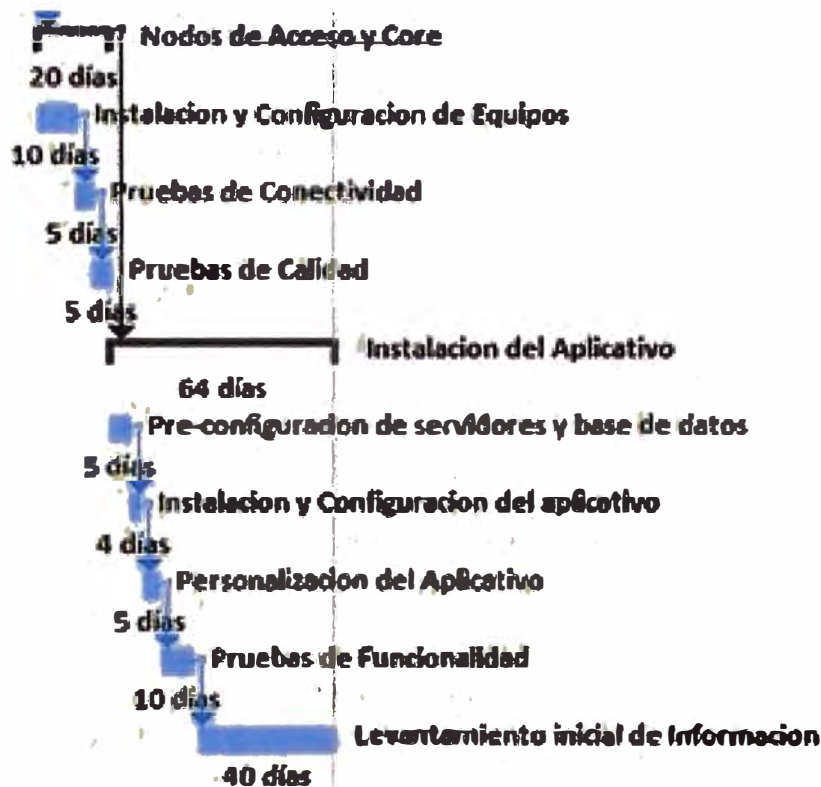 Nodos de Acceso y Core
20 días
Instalacion y Configuracion de Equipos
10 días
Pruebas de Conectividad
5 días
Pruebas de Calidad
5 días
Instalacion del Aplicativo
64 días
Pre-configuracion de servidores y base de datos
5 días
Instalacion y Configuracion del aplicativo
4 días
Personalizacion del Aplicativo
5 días
Pruebas de Funcionalidad
10 días
Levantamiento inicial de Informacion
40 días